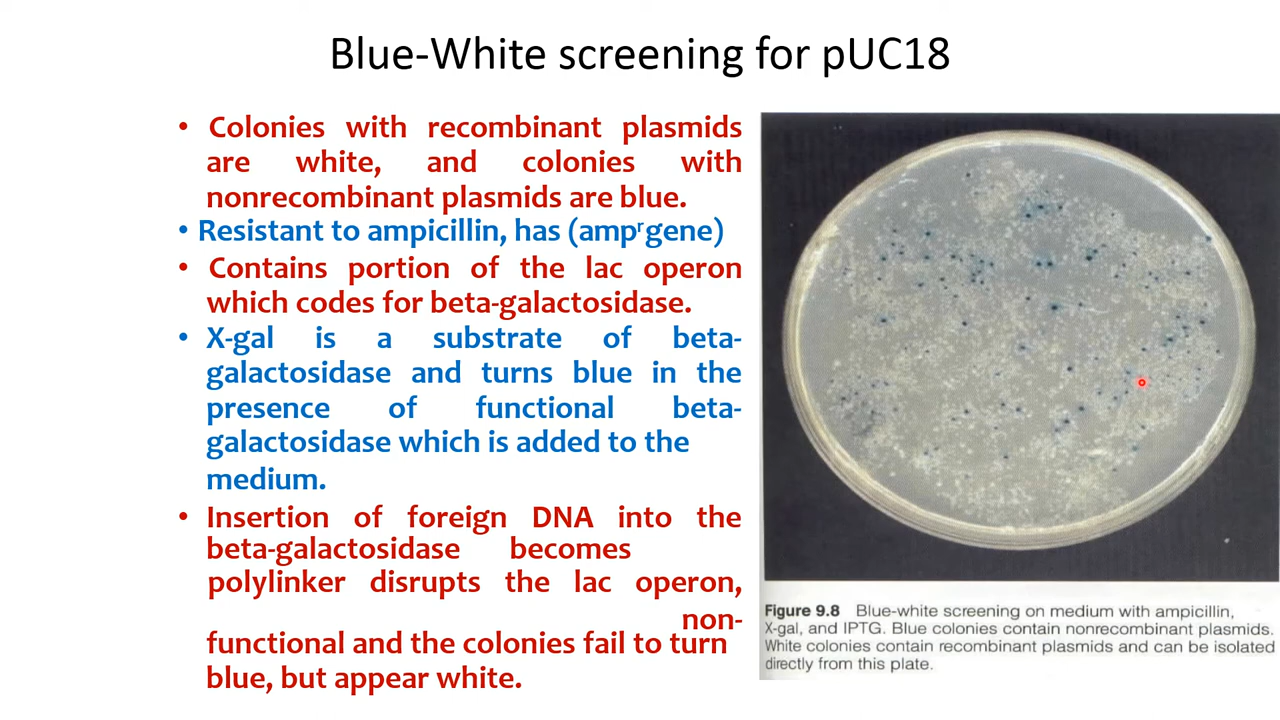 Blue-White screening for pUC18
• Colonies with recombinant plasmids
are white, and colonies with
nonrecombinant plasmids are blue.
• Resistant to ampicillin, has (ampʳgene)
• Contains portion of the lac operon
which codes for beta-galactosidase.
• X-gal is a substrate of beta-
galactosidase and turns blue in the
presence of functional beta-
galactosidase which is added to the
medium.
• Insertion of foreign DNA into the
beta-galactosidase becomes
polylinker disrupts the lac operon,
non-
functional and the colonies fail to turn
blue, but appear white.
Figure 9.8 Blue-white screening on medium with ampicillin,
X-gal, and IPTG. Blue colonies contain nonrecombinant plasmids.
White colonies contain recombinant plasmids and can be isolated
directly from this plate.